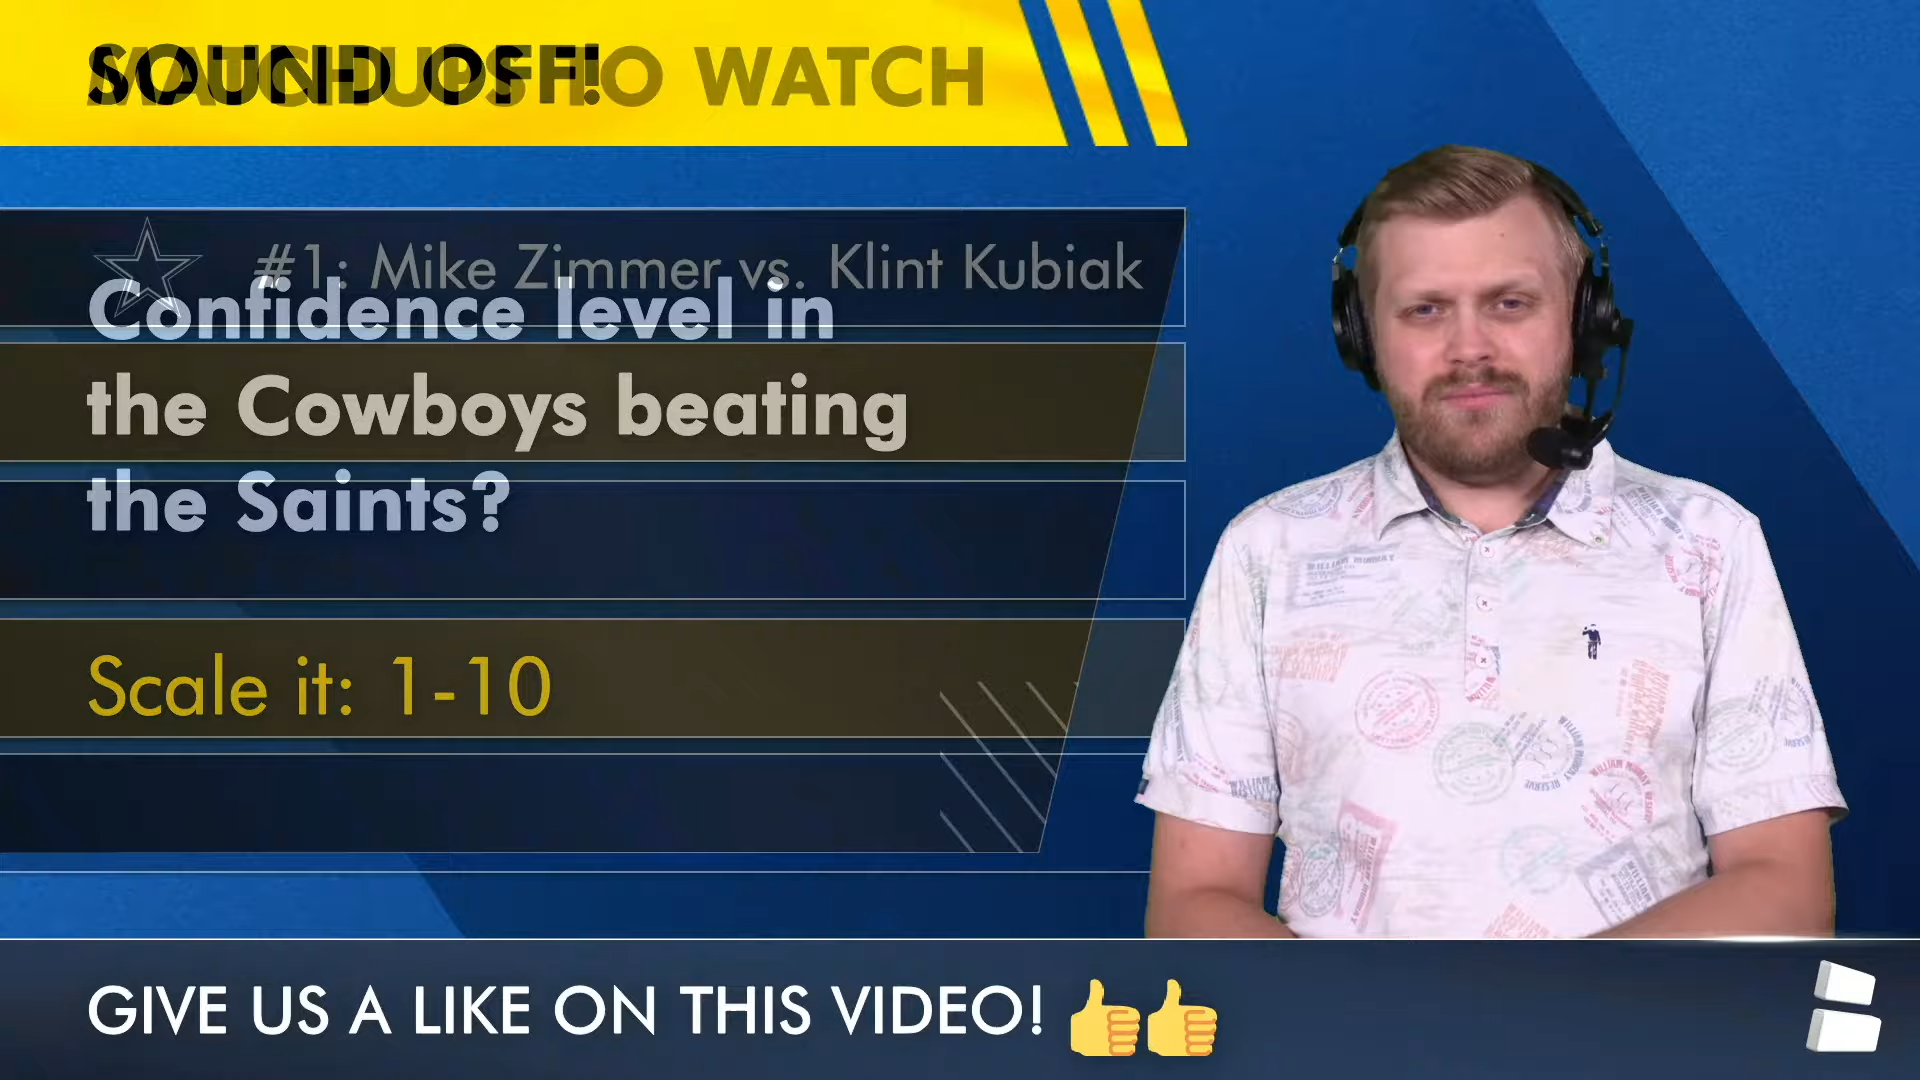 SOUND OFF!
MATCHUPS TO WATCH
#1: Mike Zimmer vs. Klint Kubiak
Confidence level in
the Cowboys beating
the Saints?
Scale it: 1-10
GIVE US A LIKE ON THIS VIDEO! 👍👍